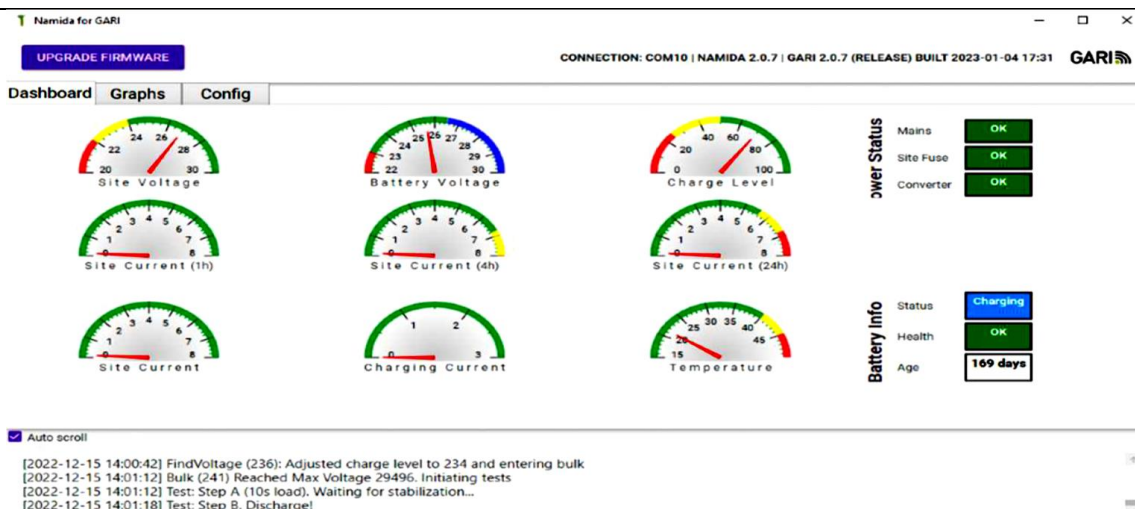 Namida for GARI
UPGRADE FIRMWARE
CONNECTION: COM10 | NAMIDA 2.0.7 | GARI 2.0.7 (RELEASE) BUILT 2023-01-04 17:31 GARI
Dashboard Graphs Config
20 22 24 26 28 30
Site Voltage
22 23 24 25 26 27 28 29 30
Battery Voltage
0 20 40 60 80 100
Charge Level
ower Status
Mains OK
Site Fuse OK
Converter OK
0 1 2 3 4 5 6 7 8
Site Current (1h)
0 1 2 3 4 5 6 7 8
Site Current (4h)
0 1 2 3 4 5 6 7 8
Site Current (24h)
0 1 2 3 4 5 6 7 8
Site Current
0 1 2 3
Charging Current
15 20 25 30 35 40 45
Temperature
Battery Info
Status Charging
Health OK
Age 169 days
Auto scroll
[2022-12-15 14:00:42] FindVoltage (236): Adjusted charge level to 234 and entering bulk
[2022-12-15 14:01:12] Bulk (241) Reached Max Voltage 29496. Initiating tests
[2022-12-15 14:01:12] Test: Step A (10s load). Waiting for stabilization...
[2022-12-15 14:01:18] Test: Step B. Discharge!